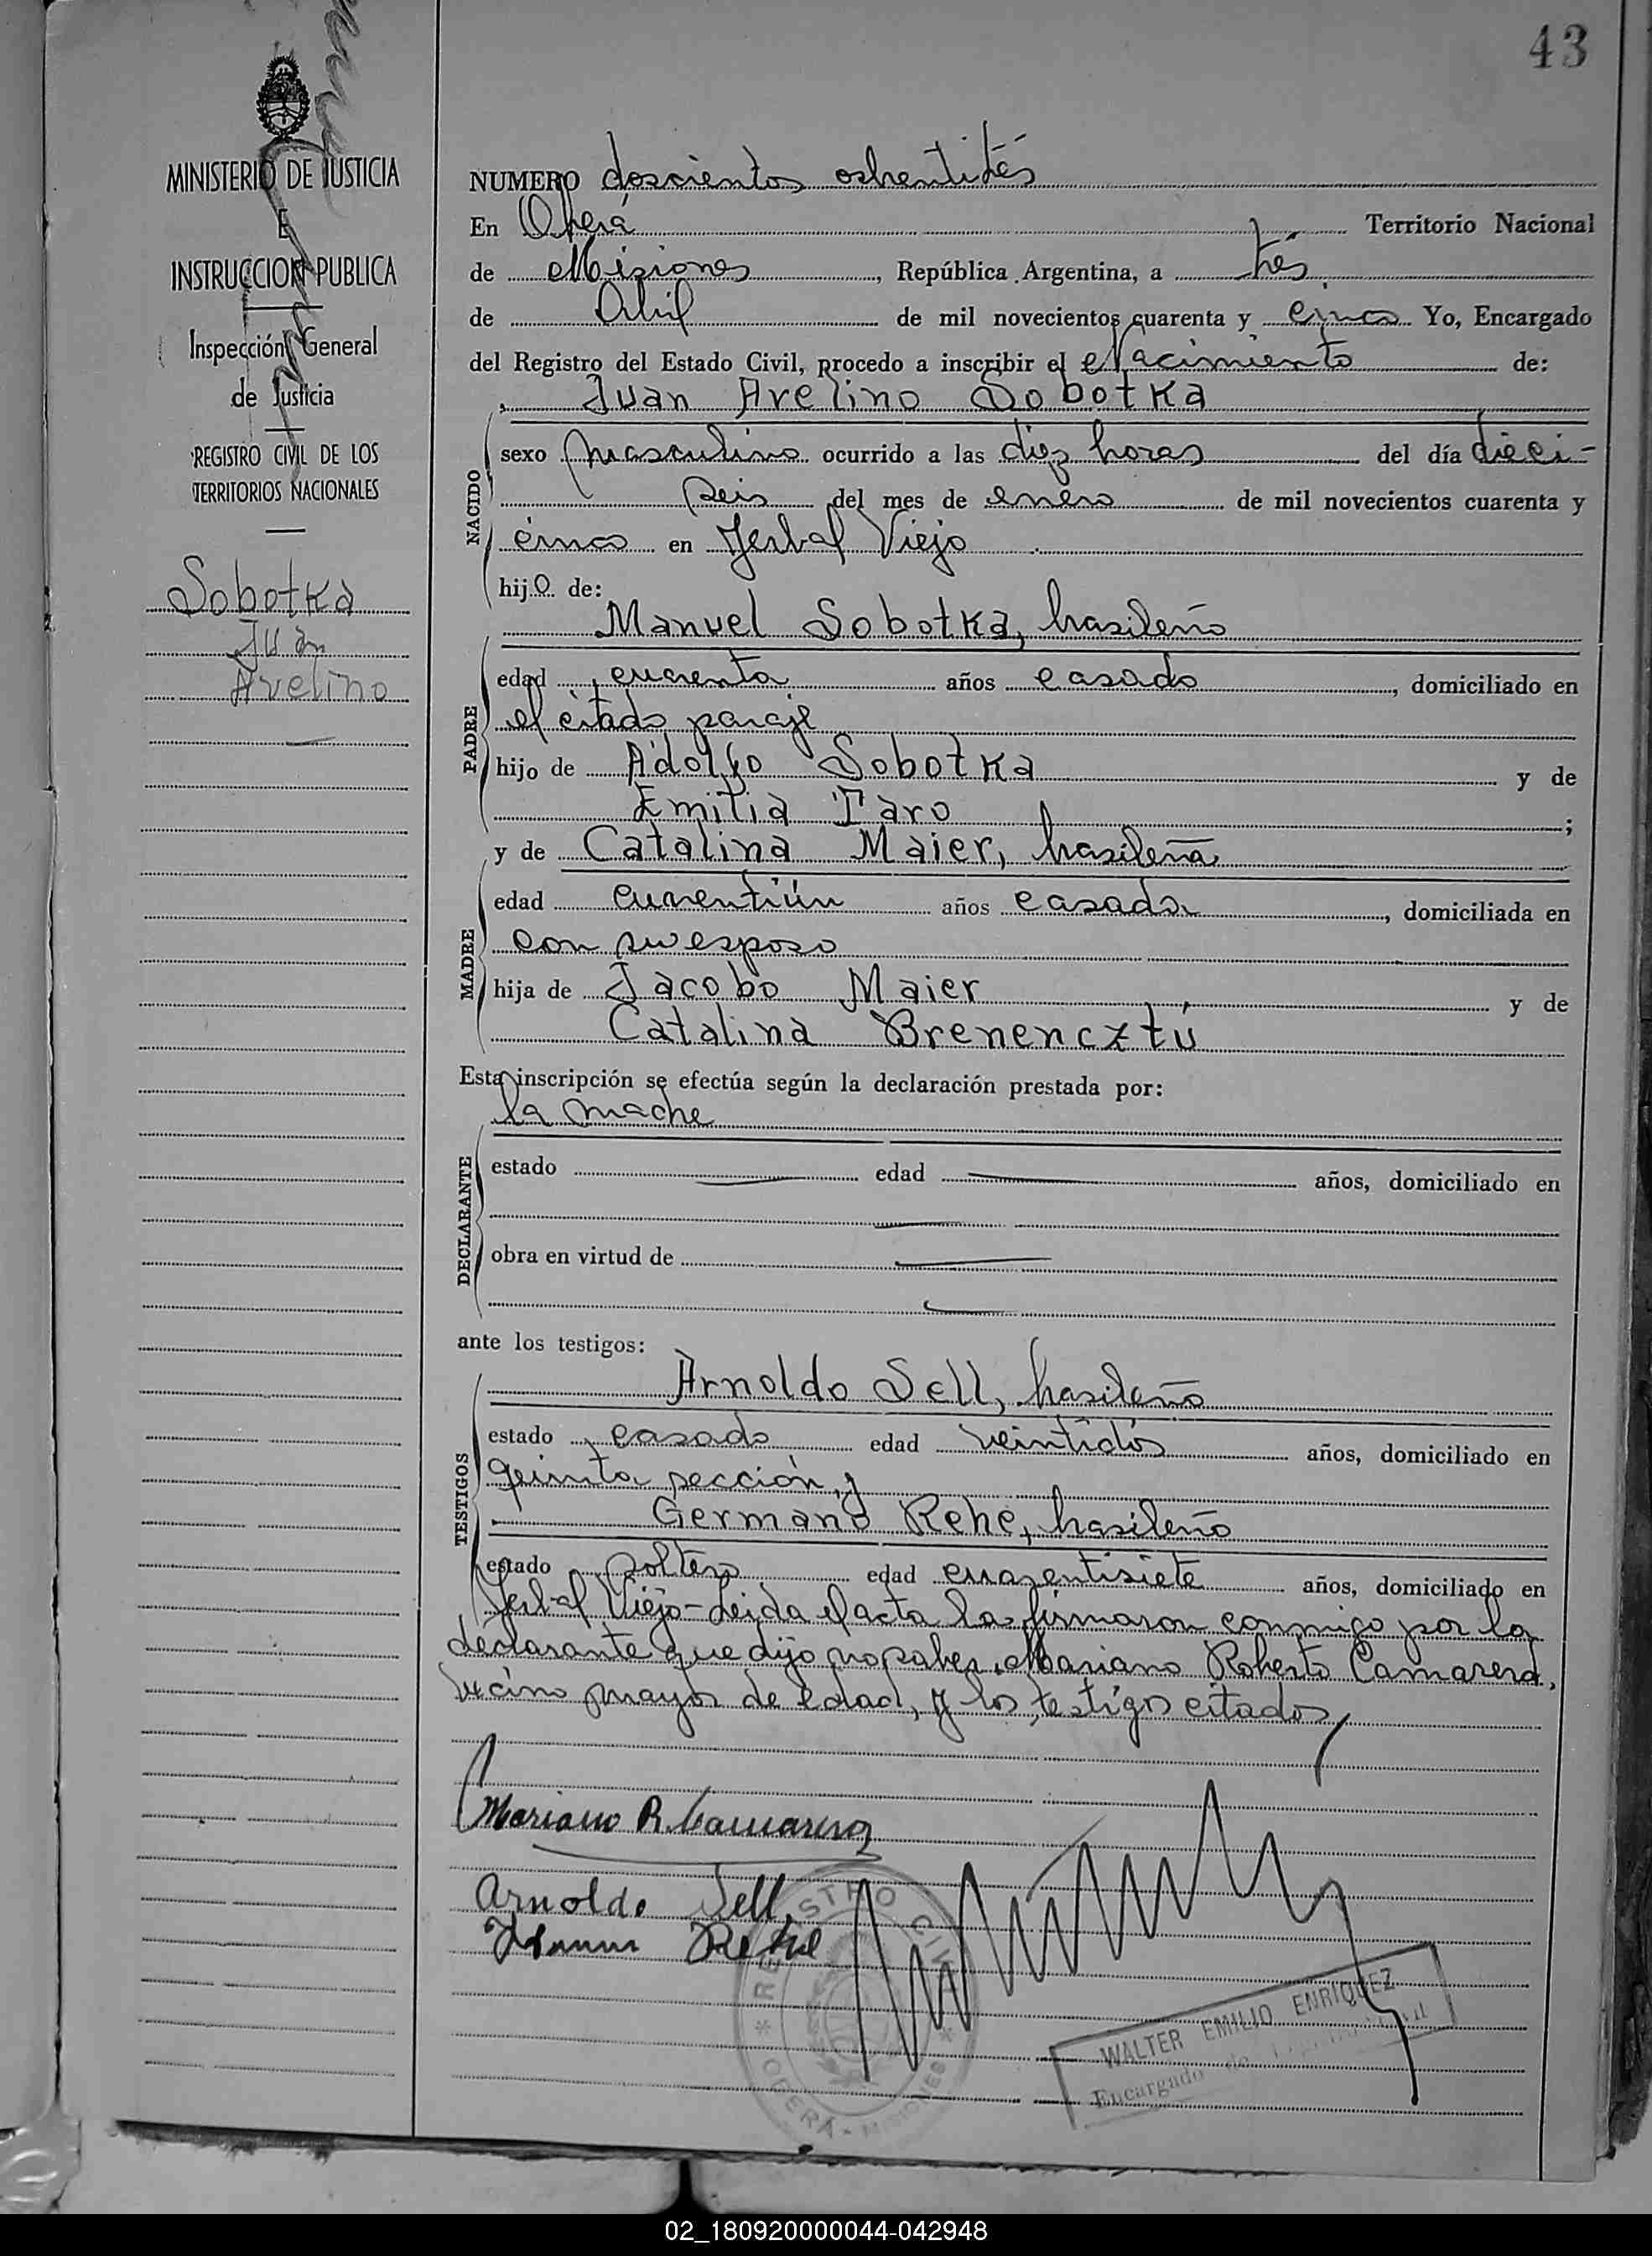 43
MINISTERIO DE JUSTICIA
E
INSTRUCCION PUBLICA
Inspección General
de Justicia
REGISTRO CIVIL DE LOS
TERRITORIOS NACIONALES
Sobotka
Juan
Avelino
NUMERO doscientos ochentitrés
En Oberá Territorio Nacional
de Misiones, República Argentina, a tres
de Abril de mil novecientos cuarenta y cinco Yo, Encargado
del Registro del Estado Civil, procedo a inscribir el Nacimiento de:
Juan Avelino Sobotka
NACIDO
sexo masculino ocurrido a las diez horas del día dieci-
seis del mes de enero de mil novecientos cuarenta y
cinco en Yerbal Viejo
hijo de:
Manuel Sobotka, brasileño
PADRE
edad cuarenta años casado, domiciliado en
el citado paraje
hijo de Adolfo Sobotka y de
Emilia Faro;
y de Catalina Maier, brasileña
MADRE
edad cuarentiún años casada, domiciliada en
con su esposo
hija de Jacobo Maier y de
Catalina Brenencztú
Esta inscripción se efectúa según la declaración prestada por:
la madre
DECLARANTE
estado edad años, domiciliado en
obra en virtud de
ante los testigos:
Arnoldo Sell, brasileño
TESTIGOS
estado casado edad veintidós años, domiciliado en
quinta sección, y
Germano Rehe, brasileño
estado soltero edad cuarentisiete años, domiciliado en
Yerbal Viejo-Leida el acta la firmaron conmigo por la
declarante que dijo no saber, Mariano Roberto Camarera,
vecino mayor de edad, y los testigos citados
Mariano R. Camarera
Arnoldo Sell
REGISTRO CIVIL
OBERÁ - MISIONES
WALTER EMILIO ENRIQUEZ
Encargado del Registro Civil
02_180920000044-042948